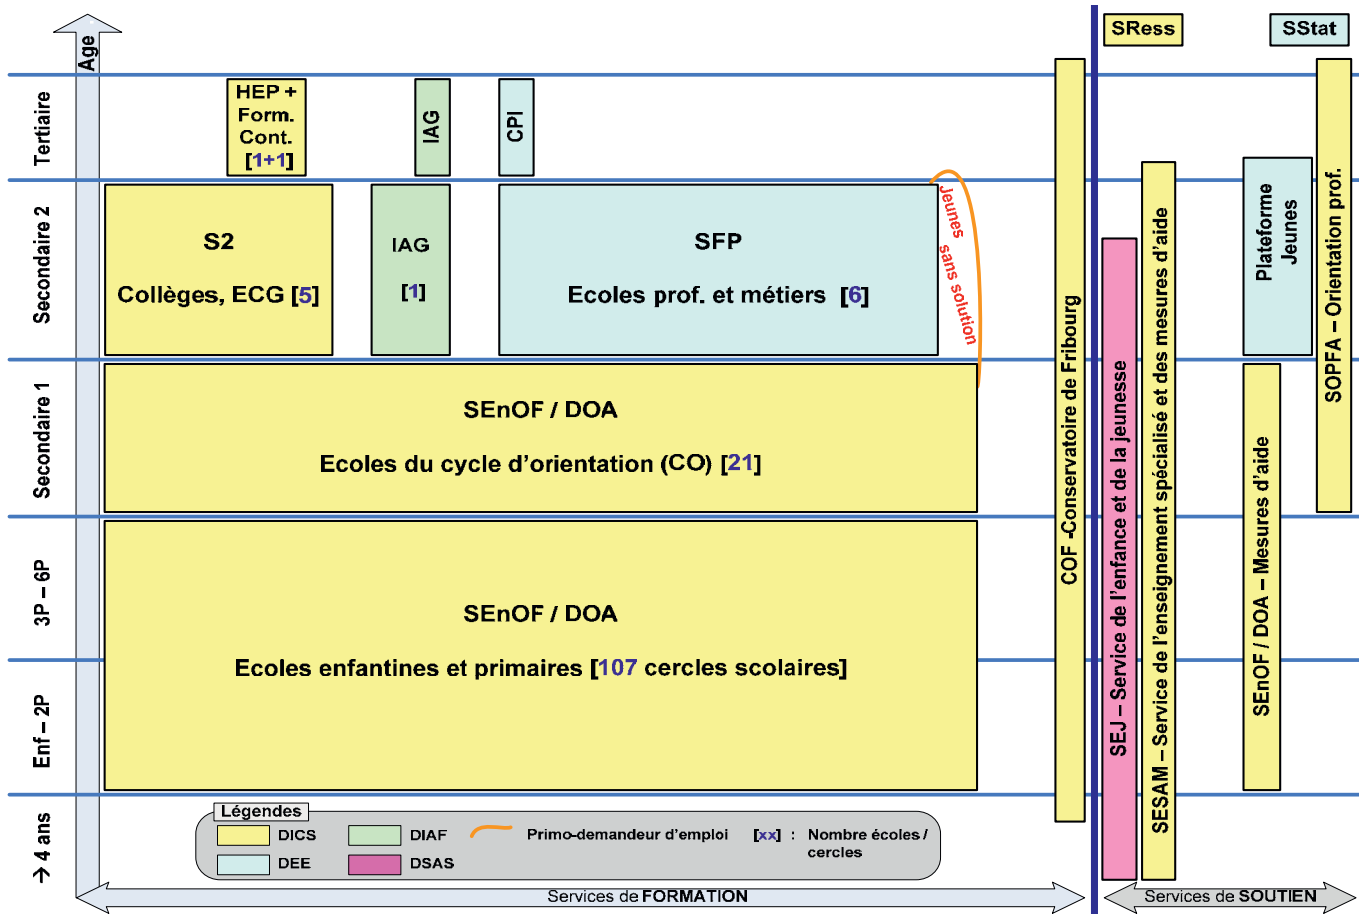 Age
SRess
SStat
Tertiaire
HEP +
Form.
Cont.
[1+1]
IAG
CPI
Secondaire 2
S2
Collèges, ECG [5]
IAG
[1]
SFP
Ecoles prof. et métiers [6]
Jeunes sans solution
Secondaire 1
SEnOF / DOA
Ecoles du cycle d'orientation (CO) [21]
3P – 6P
Enf – 2P
SEnOF / DOA
Ecoles enfantines et primaires [107 cercles scolaires]
→ 4 ans
COF -Conservatoire de Fribourg
SEJ – Service de l'enfance et de la jeunesse
SESAM – Service de l'enseignement spécialisé et des mesures d'aide
Plateforme
Jeunes
SEnOF / DOA – Mesures d'aide
SOPFA – Orientation prof.
Légendes
DICS
DIAF
Primo-demandeur d'emploi
[xx] : Nombre écoles /
cercles
DEE
DSAS
Services de FORMATION
Services de SOUTIEN